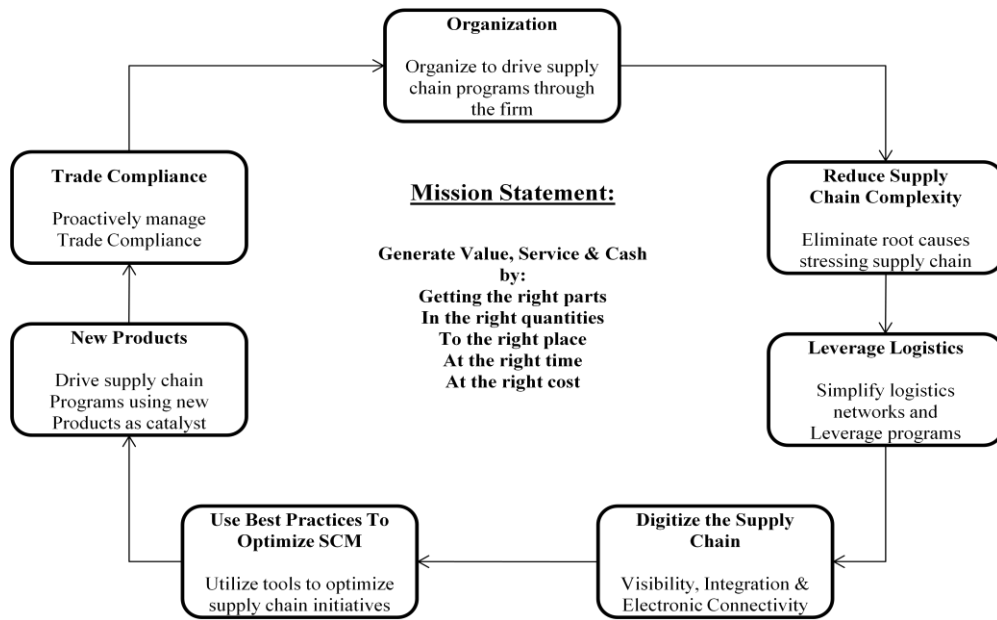 Organization
Organize to drive supply
chain programs through
the firm
Reduce Supply
Chain Complexity
Eliminate root causes
stressing supply chain
Leverage Logistics
Simplify logistics
networks and
Leverage programs
Digitize the Supply
Chain
Visibility, Integration &
Electronic Connectivity
Use Best Practices To
Optimize SCM
Utilize tools to optimize
supply chain initiatives
New Products
Drive supply chain
Programs using new
Products as catalyst
Trade Compliance
Proactively manage
Trade Compliance
Mission Statement:
Generate Value, Service & Cash
by:
Getting the right parts
In the right quantities
To the right place
At the right time
At the right cost